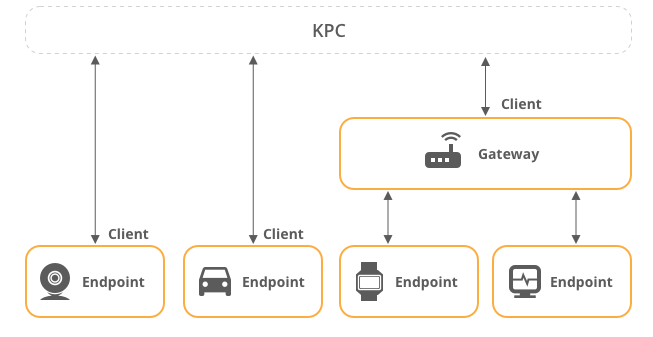 KPC
Client
Gateway
Client
Client
Endpoint
Endpoint
Endpoint
Endpoint